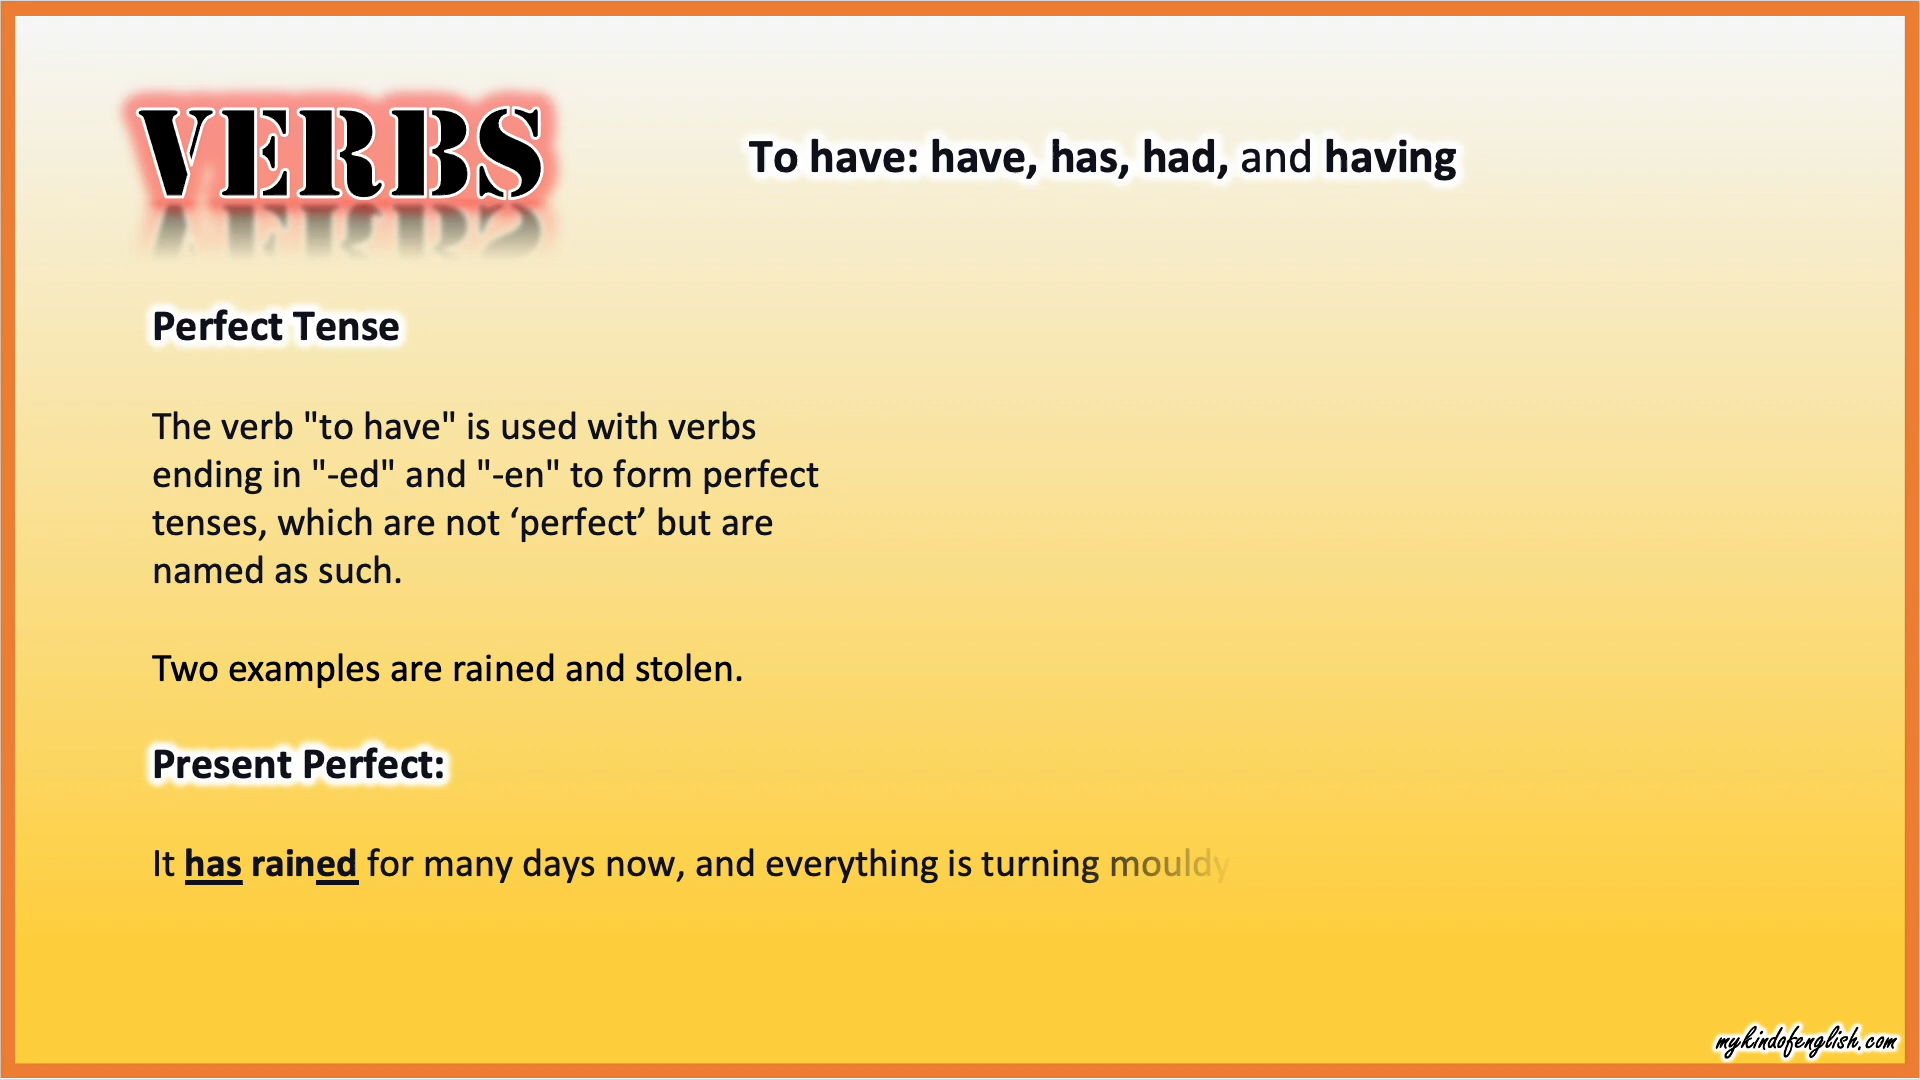 VERBS
To have: have, has, had, and having
Perfect Tense
The verb "to have" is used with verbs
ending in "-ed" and "-en" to form perfect
tenses, which are not ‘perfect’ but are
named as such.
Two examples are rained and stolen.
Present Perfect:
It has rained for many days now, and everything is turning mouldy
mykindofenglish.com